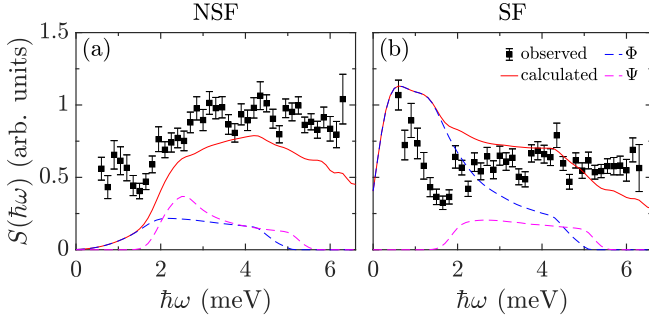 NSF SF
S(ħω) (arb. units)
1.5
1
0.5
0
(a)
(b)
observed
calculated
Φ
Ψ
0 2 4 6
0 2 4 6
ħω (meV) ħω (meV)